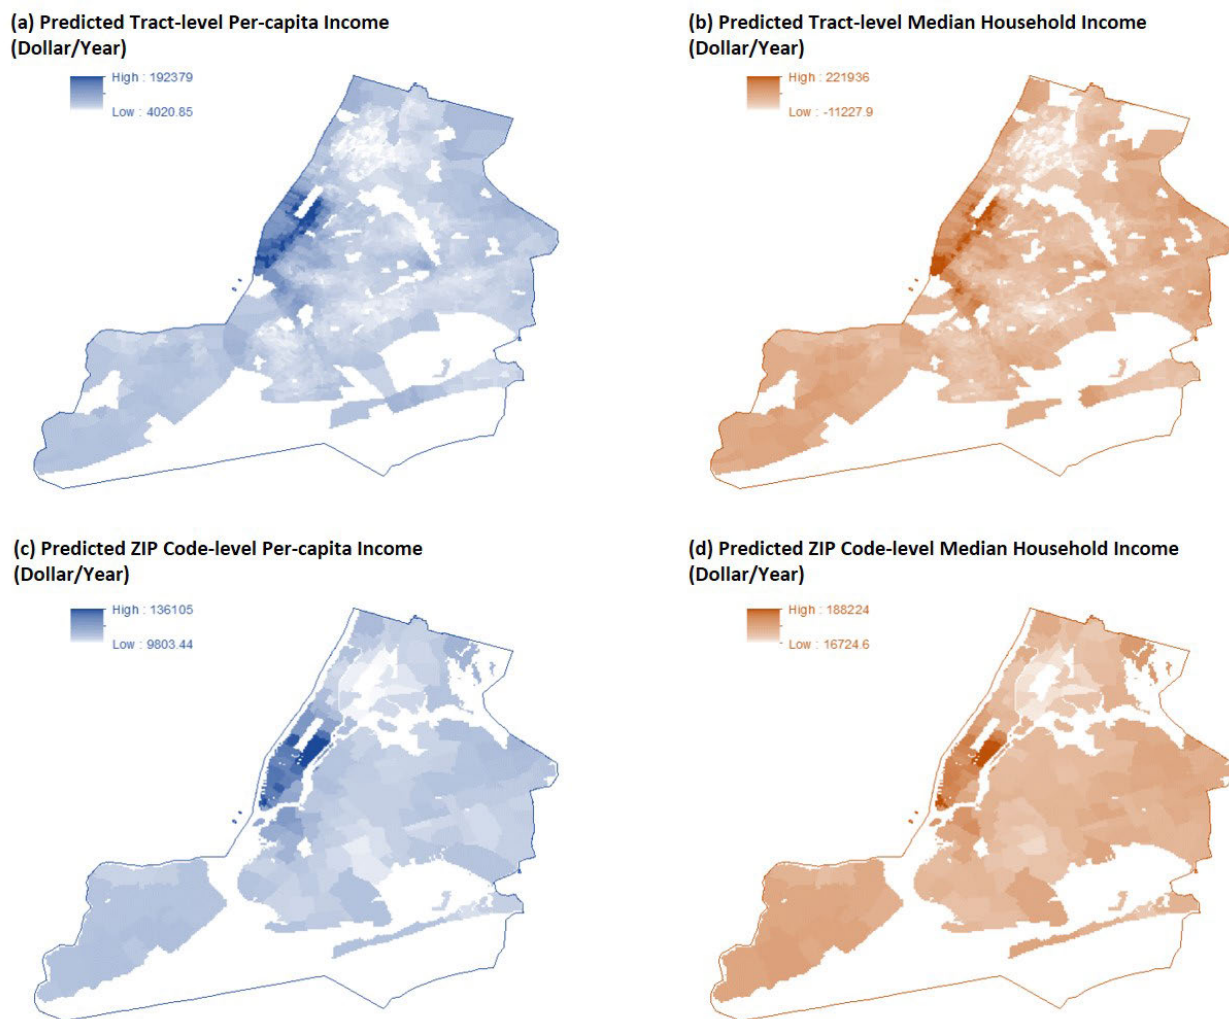 (a) Predicted Tract-level Per-capita Income
(Dollar/Year)
High : 192379
Low : 4020.85
(b) Predicted Tract-level Median Household Income
(Dollar/Year)
High : 221936
Low : -11227.9
(c) Predicted ZIP Code-level Per-capita Income
(Dollar/Year)
High : 136105
Low : 9803.44
(d) Predicted ZIP Code-level Median Household Income
(Dollar/Year)
High : 188224
Low : 16724.6